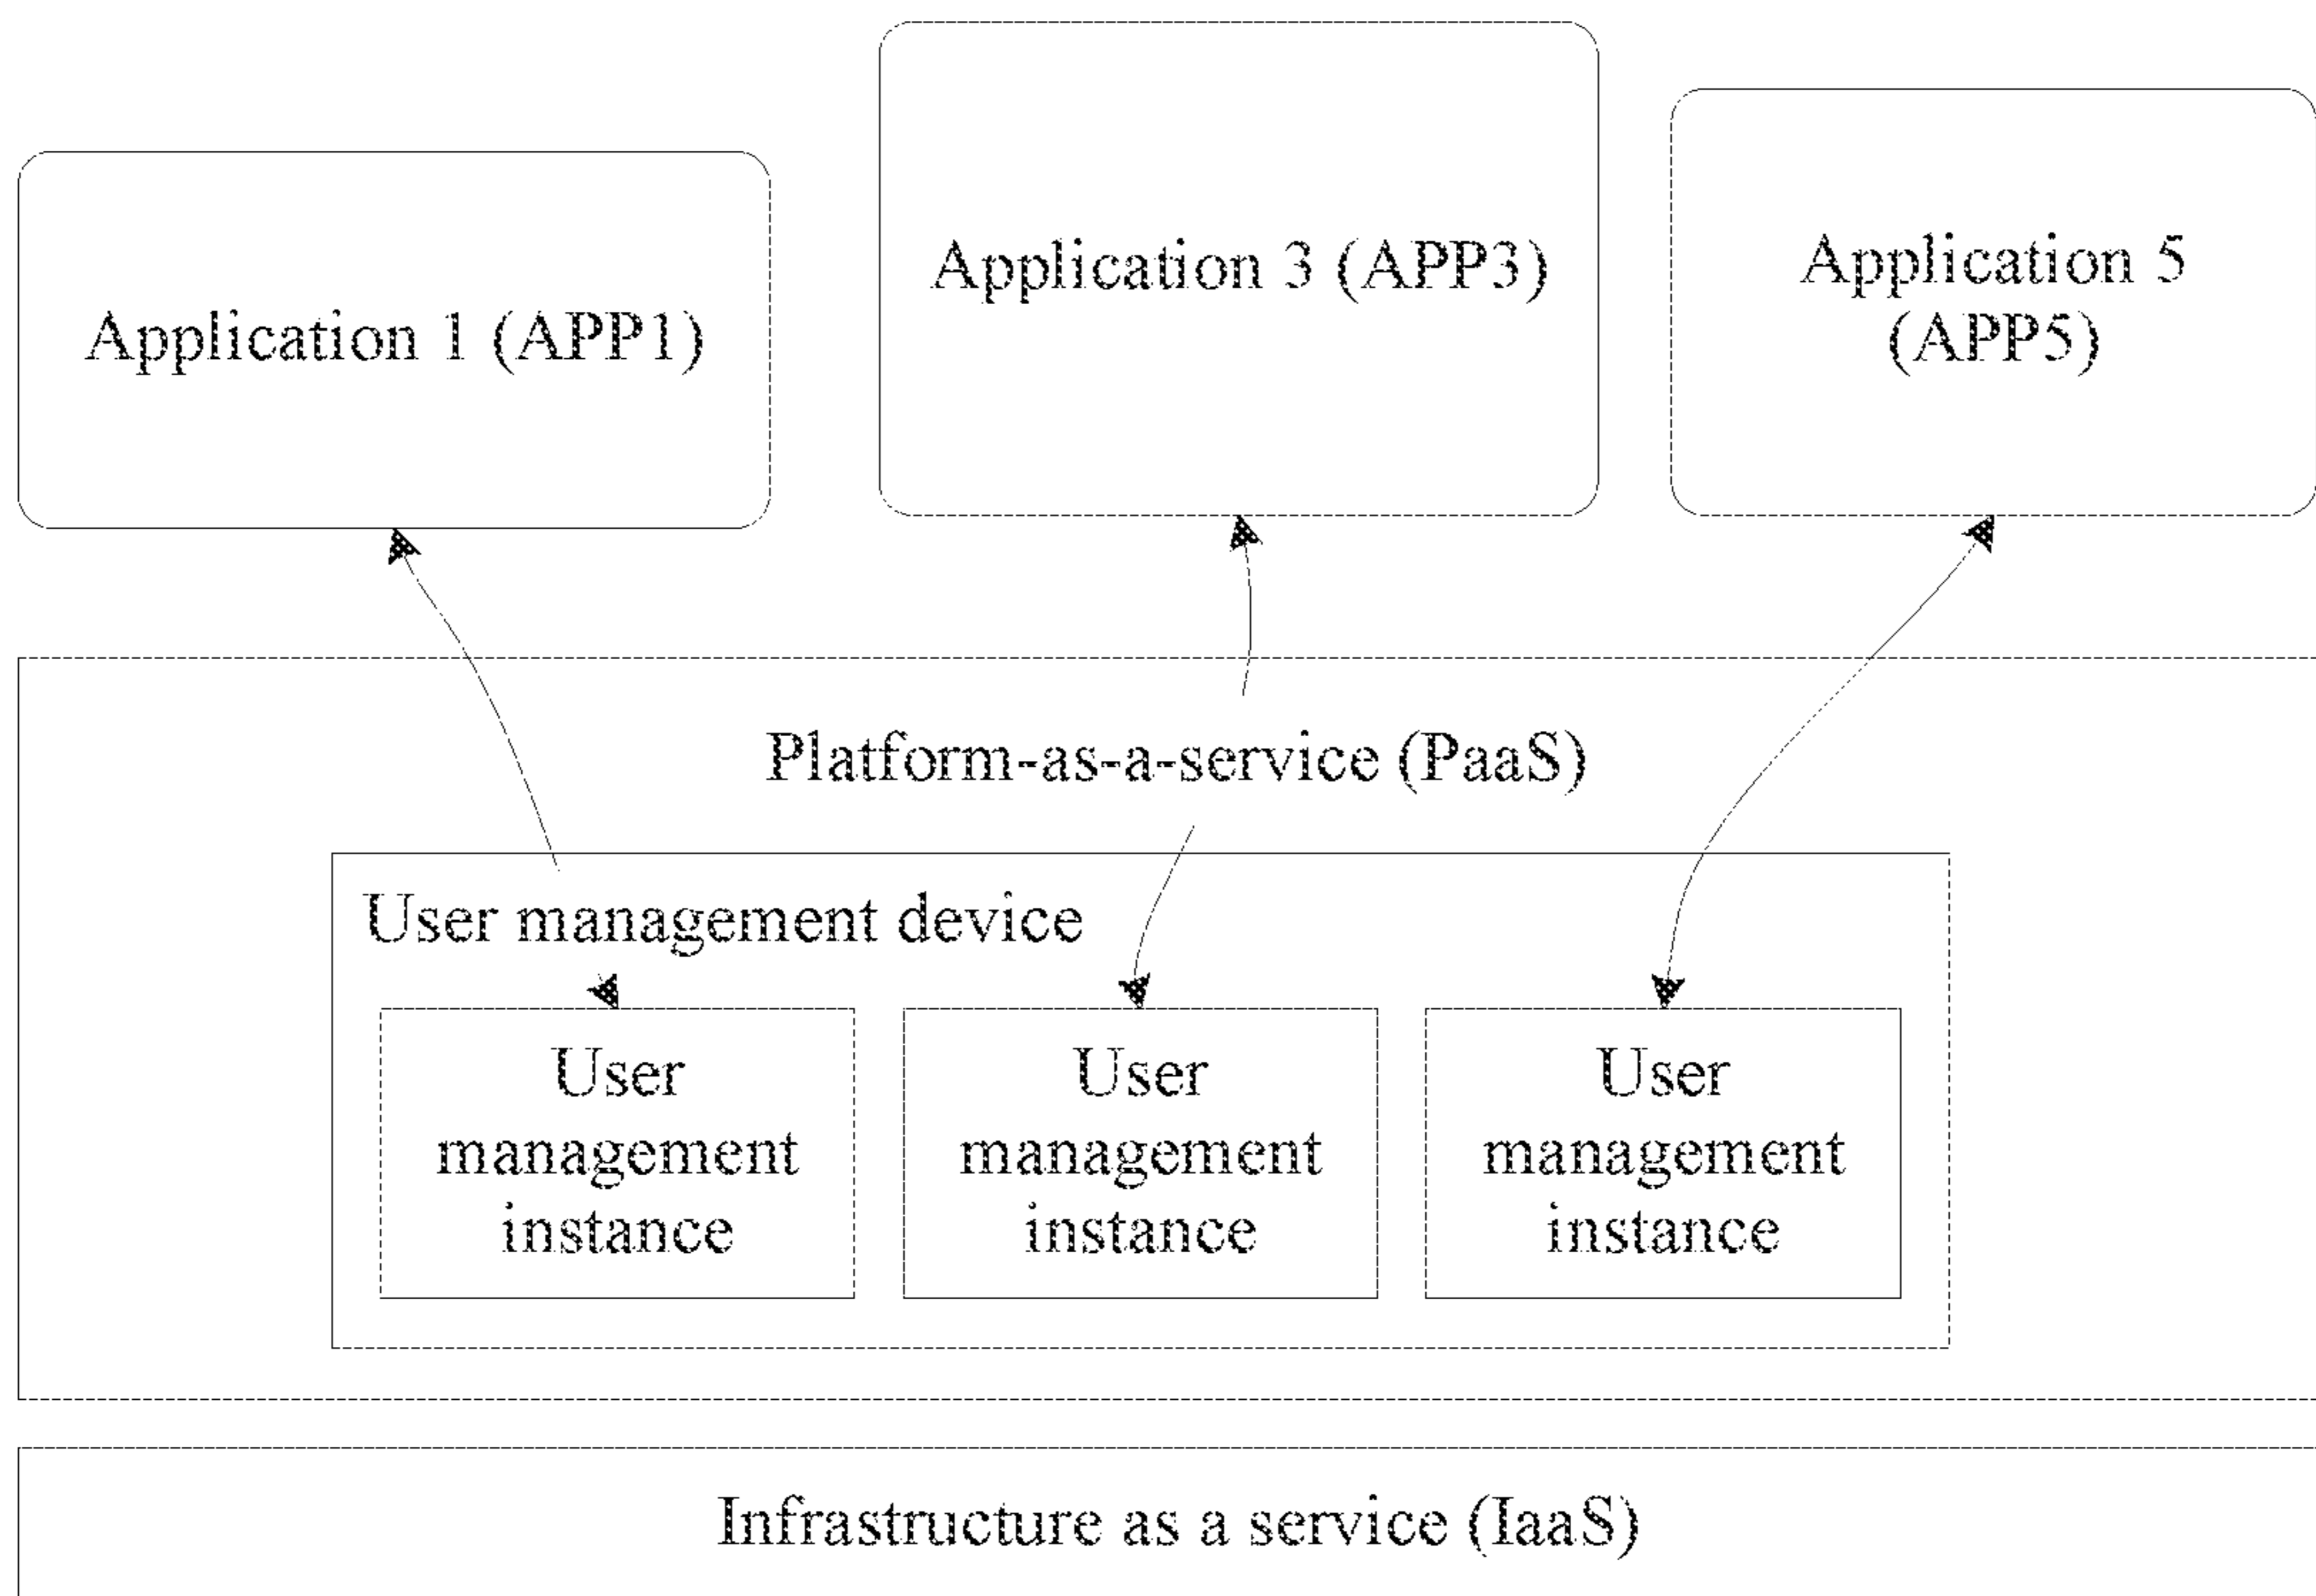 Application 1 (APP1)
Application 3 (APP3)
Application 5
(APP5)
Platform-as-a-service (PaaS)
User management device
User
management
instance
User
management
instance
User
management
instance
Infrastructure as a service (IaaS)